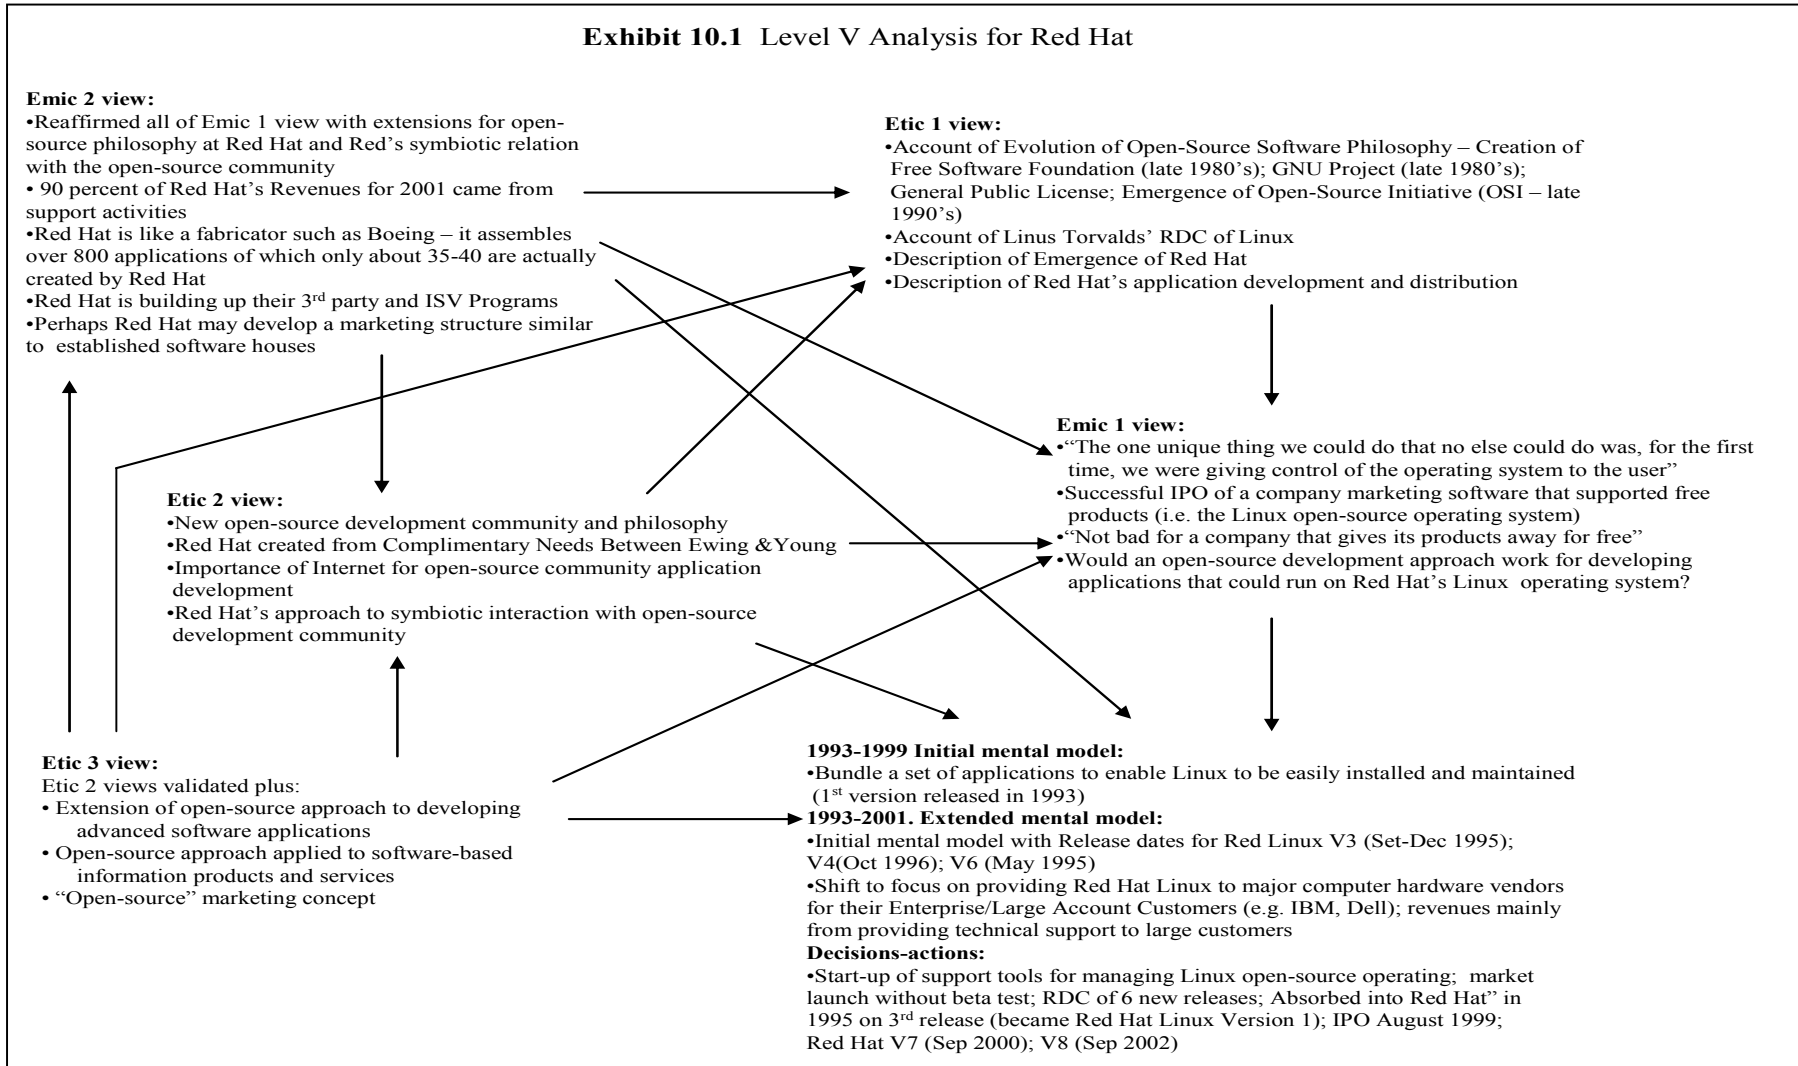 Exhibit 10.1 Level V Analysis for Red Hat
Emic 2 view:
•Reaffirmed all of Emic 1 view with extensions for open-
source philosophy at Red Hat and Red's symbiotic relation
with the open-source community
• 90 percent of Red Hat's Revenues for 2001 came from
support activities
•Red Hat is like a fabricator such as Boeing – it assembles
over 800 applications of which only about 35-40 are actually
created by Red Hat
•Red Hat is building up their 3rd party and ISV Programs
•Perhaps Red Hat may develop a marketing structure similar
to established software houses
Etic 1 view:
•Account of Evolution of Open-Source Software Philosophy – Creation of
Free Software Foundation (late 1980's); GNU Project (late 1980's);
General Public License; Emergence of Open-Source Initiative (OSI – late
1990's)
•Account of Linus Torvalds' RDC of Linux
•Description of Emergence of Red Hat
•Description of Red Hat's application development and distribution
Emic 1 view:
•“The one unique thing we could do that no else could do was, for the first
time, we were giving control of the operating system to the user”
•Successful IPO of a company marketing software that supported free
products (i.e. the Linux open-source operating system)
•“Not bad for a company that gives its products away for free”
•Would an open-source development approach work for developing
applications that could run on Red Hat's Linux operating system?
Etic 2 view:
•New open-source development community and philosophy
•Red Hat created from Complimentary Needs Between Ewing &Young
•Importance of Internet for open-source community application
development
•Red Hat's approach to symbiotic interaction with open-source
development community
Etic 3 view:
Etic 2 views validated plus:
• Extension of open-source approach to developing
advanced software applications
• Open-source approach applied to software-based
information products and services
• “Open-source” marketing concept
1993-1999 Initial mental model:
•Bundle a set of applications to enable Linux to be easily installed and maintained
(1st version released in 1993)
1993-2001. Extended mental model:
•Initial mental model with Release dates for Red Linux V3 (Set-Dec 1995);
V4(Oct 1996); V6 (May 1995)
•Shift to focus on providing Red Hat Linux to major computer hardware vendors
for their Enterprise/Large Account Customers (e.g. IBM, Dell); revenues mainly
from providing technical support to large customers
Decisions-actions:
•Start-up of support tools for managing Linux open-source operating; market
launch without beta test; RDC of 6 new releases; Absorbed into Red Hat” in
1995 on 3rd release (became Red Hat Linux Version 1); IPO August 1999;
Red Hat V7 (Sep 2000); V8 (Sep 2002)